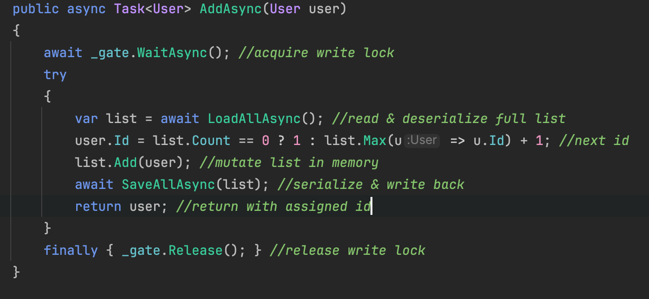 public async Task<User> AddAsync(User user)
{
    await _gate.WaitAsync(); //acquire write lock
    try
    {
        var list = await LoadAllAsync(); //read & deserialize full list
        user.Id = list.Count == 0 ? 1 : list.Max(u :User => u.Id) + 1; //next id
        list.Add(user); //mutate list in memory
        await SaveAllAsync(list); //serialize & write back
        return user; //return with assigned id
    }
    finally { _gate.Release(); } //release write lock
}